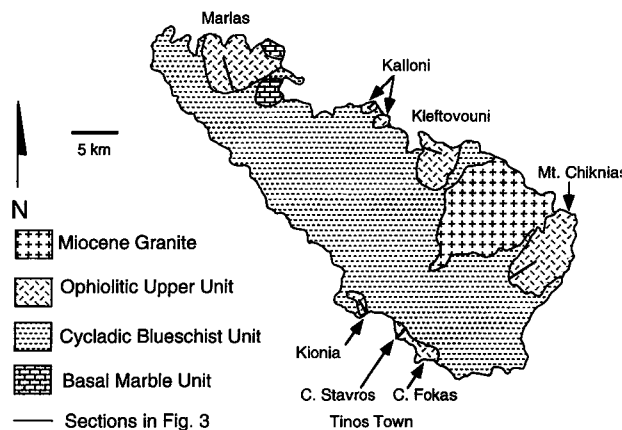 Marlas
Kalloni
Kleftovouni
5 km
Mt. Chiknias
N
Miocene Granite
Ophiolitic Upper Unit
Cycladic Blueschist Unit
Basal Marble Unit
Sections in Fig. 3
Kionia
C. Stavros
C. Fokas
Tinos Town